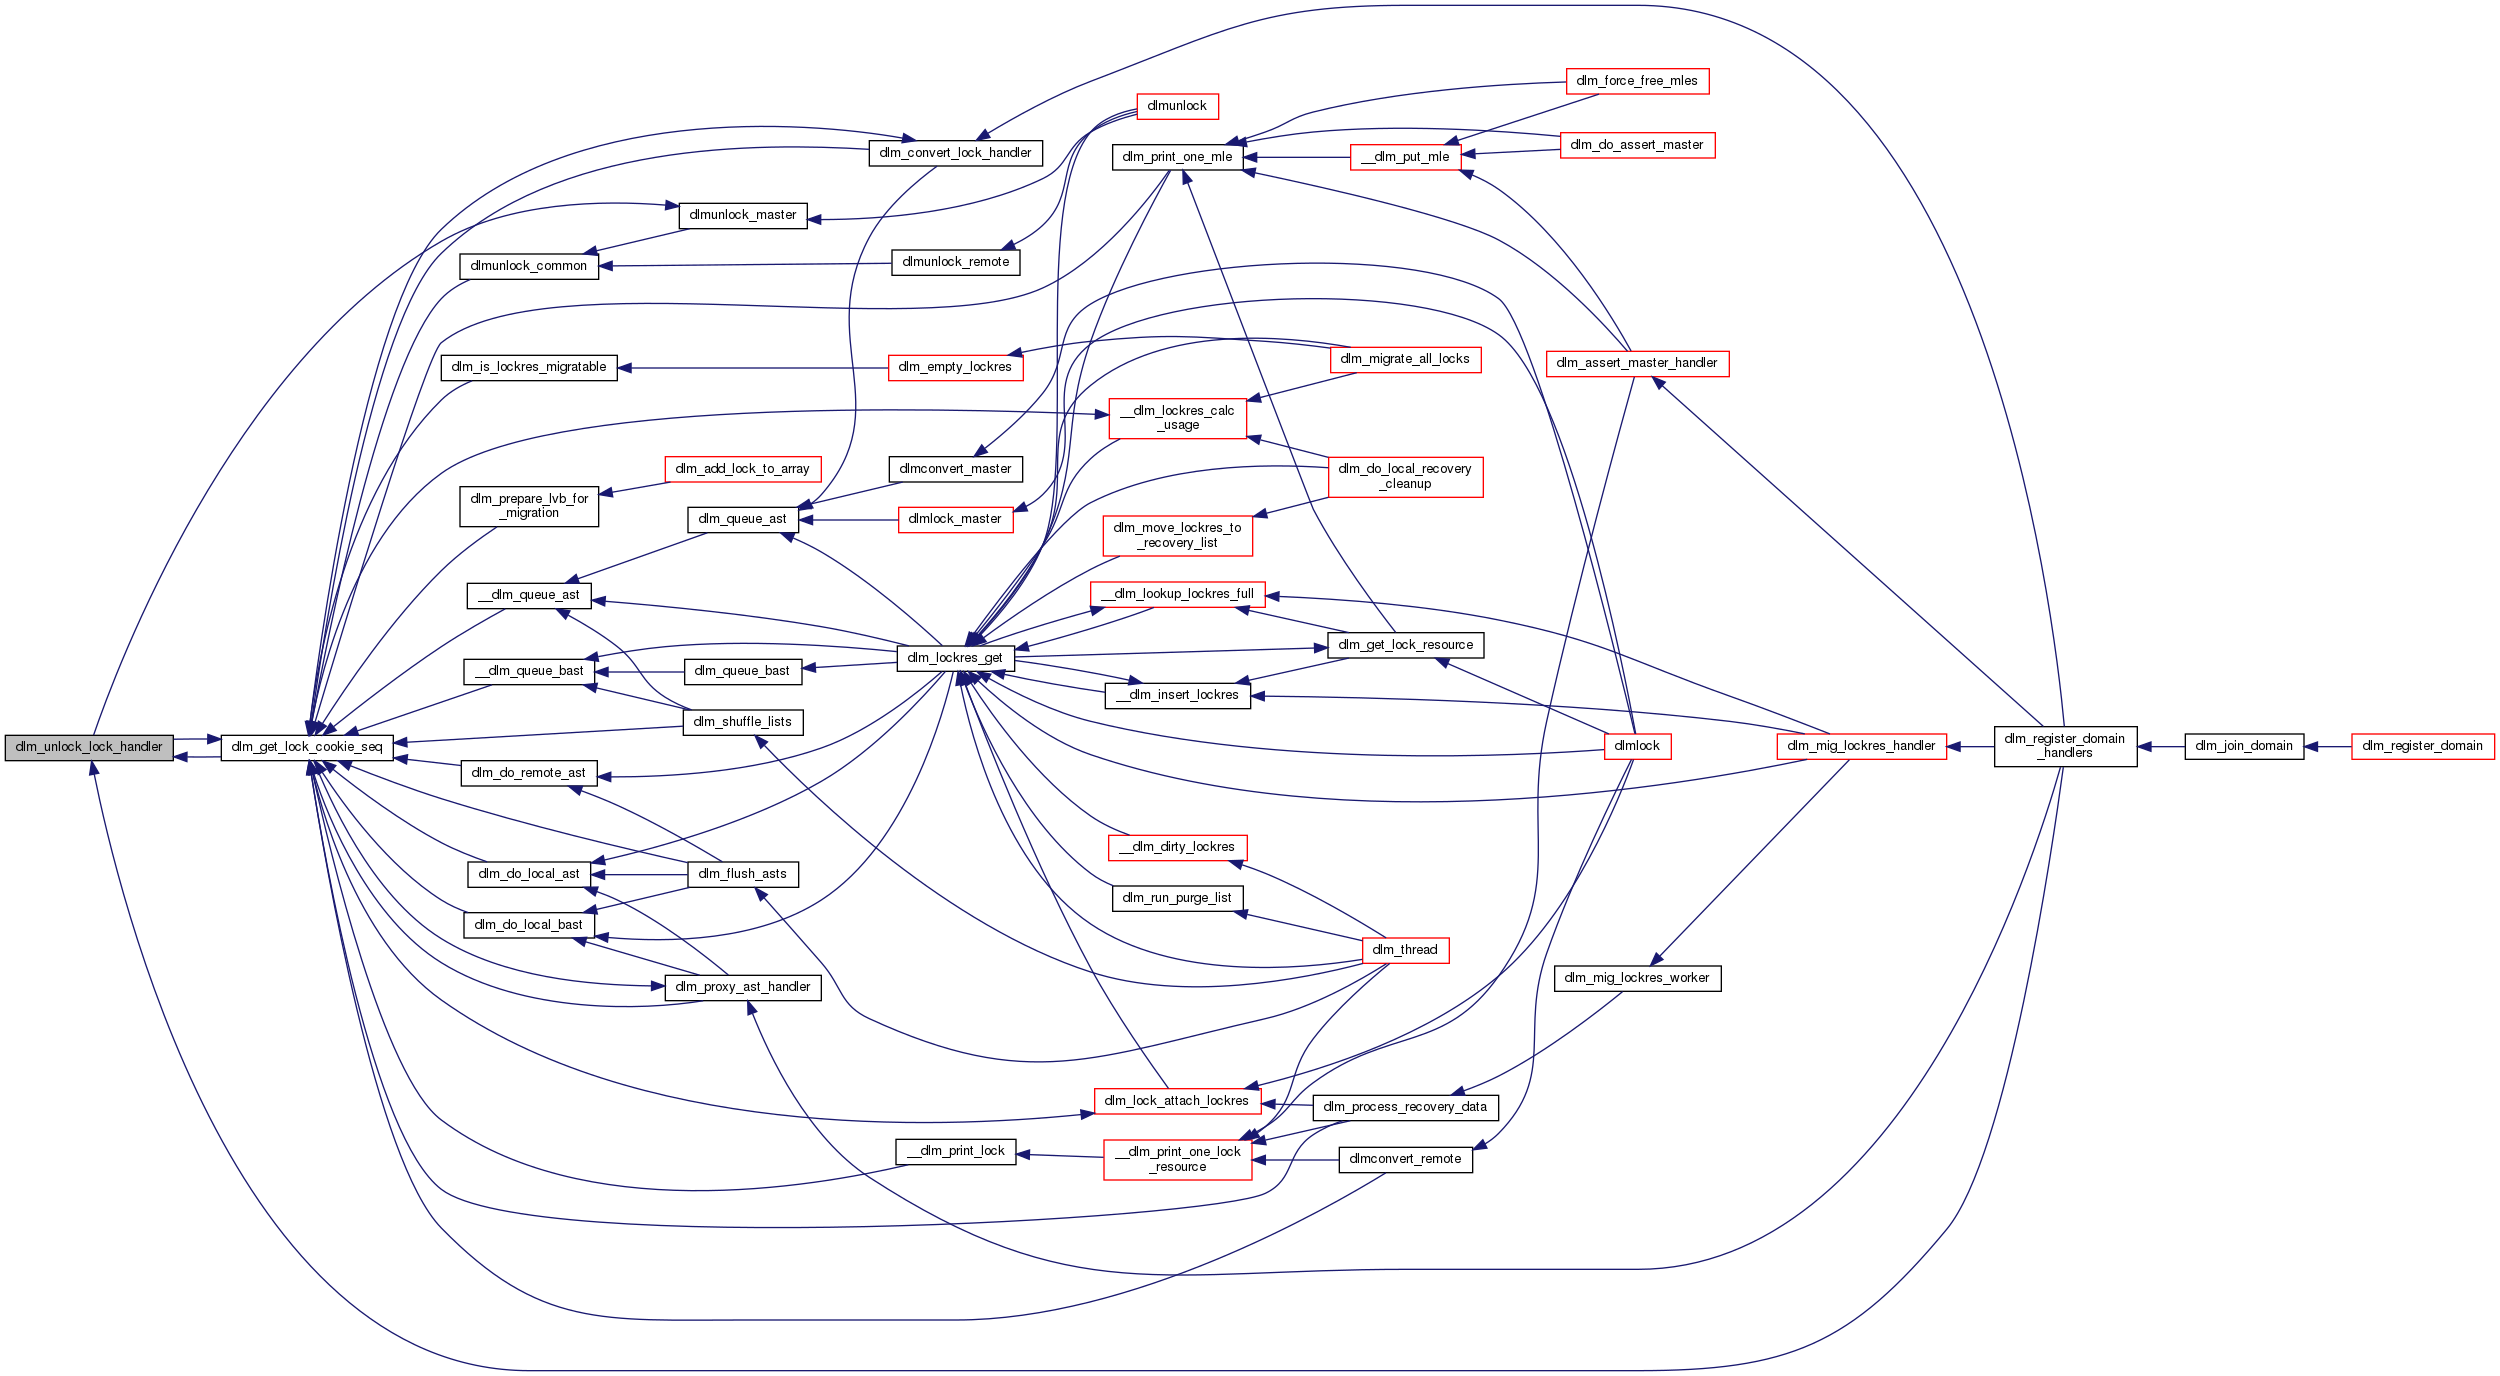 dlm_unlock_lock_handler
dlm_get_lock_cookie_seq
dlmunlock_common
dlm_is_lockres_migratable
dlm_prepare_lvb_for
_migration
__dlm_queue_ast
__dlm_queue_bast
dlm_do_remote_ast
dlm_do_local_ast
dlm_do_local_bast
dlmunlock_master
dlm_add_lock_to_array
dlm_queue_ast
dlm_queue_bast
dlm_shuffle_lists
dlm_flush_asts
dlm_proxy_ast_handler
dlm_convert_lock_handler
dlmunlock_remote
dlm_empty_lockres
dlmconvert_master
dlmlock_master
dlm_lockres_get
__dlm_print_lock
dlmunlock
dlm_print_one_mle
__dlm_lockres_calc
_usage
dlm_move_lockres_to
_recovery_list
__dlm_lookup_lockres_full
__dlm_insert_lockres
__dlm_dirty_lockres
dlm_run_purge_list
dlm_lock_attach_lockres
__dlm_print_one_lock
_resource
__dlm_put_mle
dlm_migrate_all_locks
dlm_do_local_recovery
_cleanup
dlm_get_lock_resource
dlm_thread
dlm_process_recovery_data
dlmconvert_remote
dlm_force_free_mles
dlm_do_assert_master
dlm_assert_master_handler
dlmlock
dlm_mig_lockres_worker
dlm_mig_lockres_handler
dlm_register_domain
_handlers
dlm_join_domain
dlm_register_domain